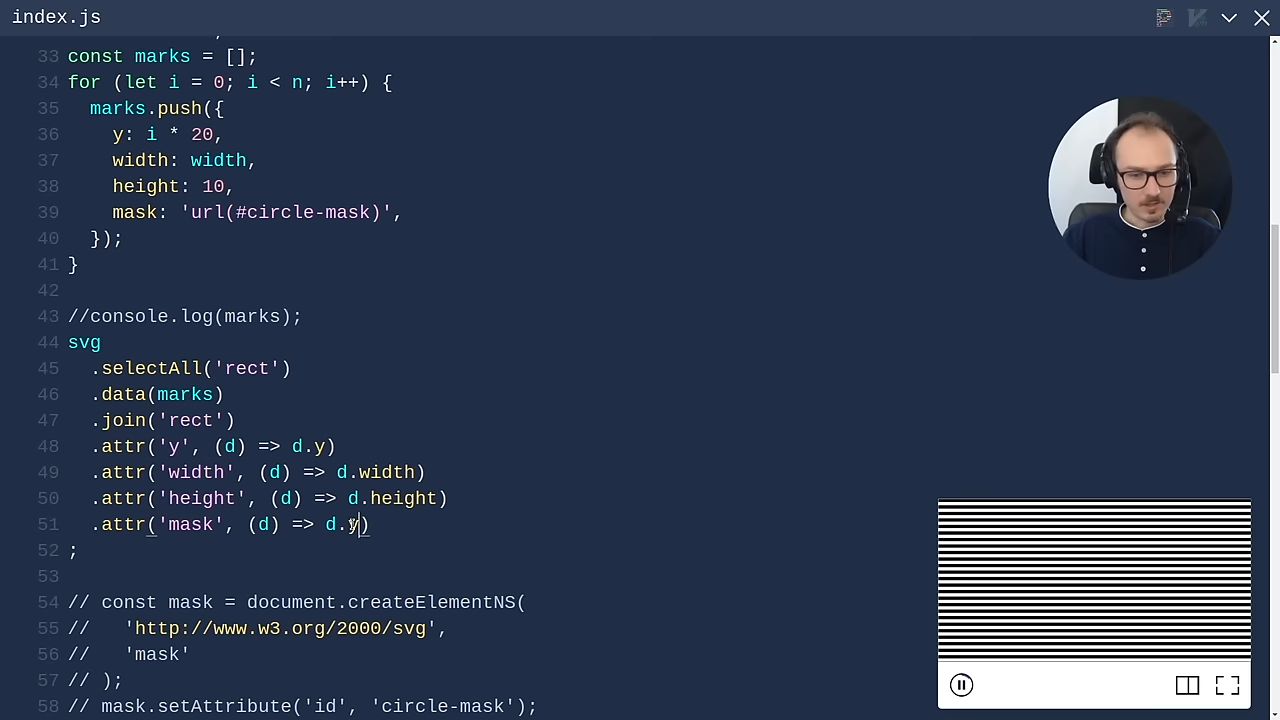 index.js
33 const marks = [];
34 for (let i = 0; i < n; i++) {
35 marks.push({
36 y: i * 20,
37 width: width,
38 height: 10,
39 mask: 'url(#circle-mask)',
40 });
41 }
42
43 //console.log(marks);
44 svg
45 .selectAll('rect')
46 .data(marks)
47 .join('rect')
48 .attr('y', (d) => d.y)
49 .attr('width', (d) => d.width)
50 .attr('height', (d) => d.height)
51 .attr('mask', (d) => d.y)
52 ;
53
54 // const mask = document.createElementNS(
55 // 'http://www.w3.org/2000/svg',
56 // 'mask'
57 // );
58 // mask.setAttribute('id', 'circle-mask');